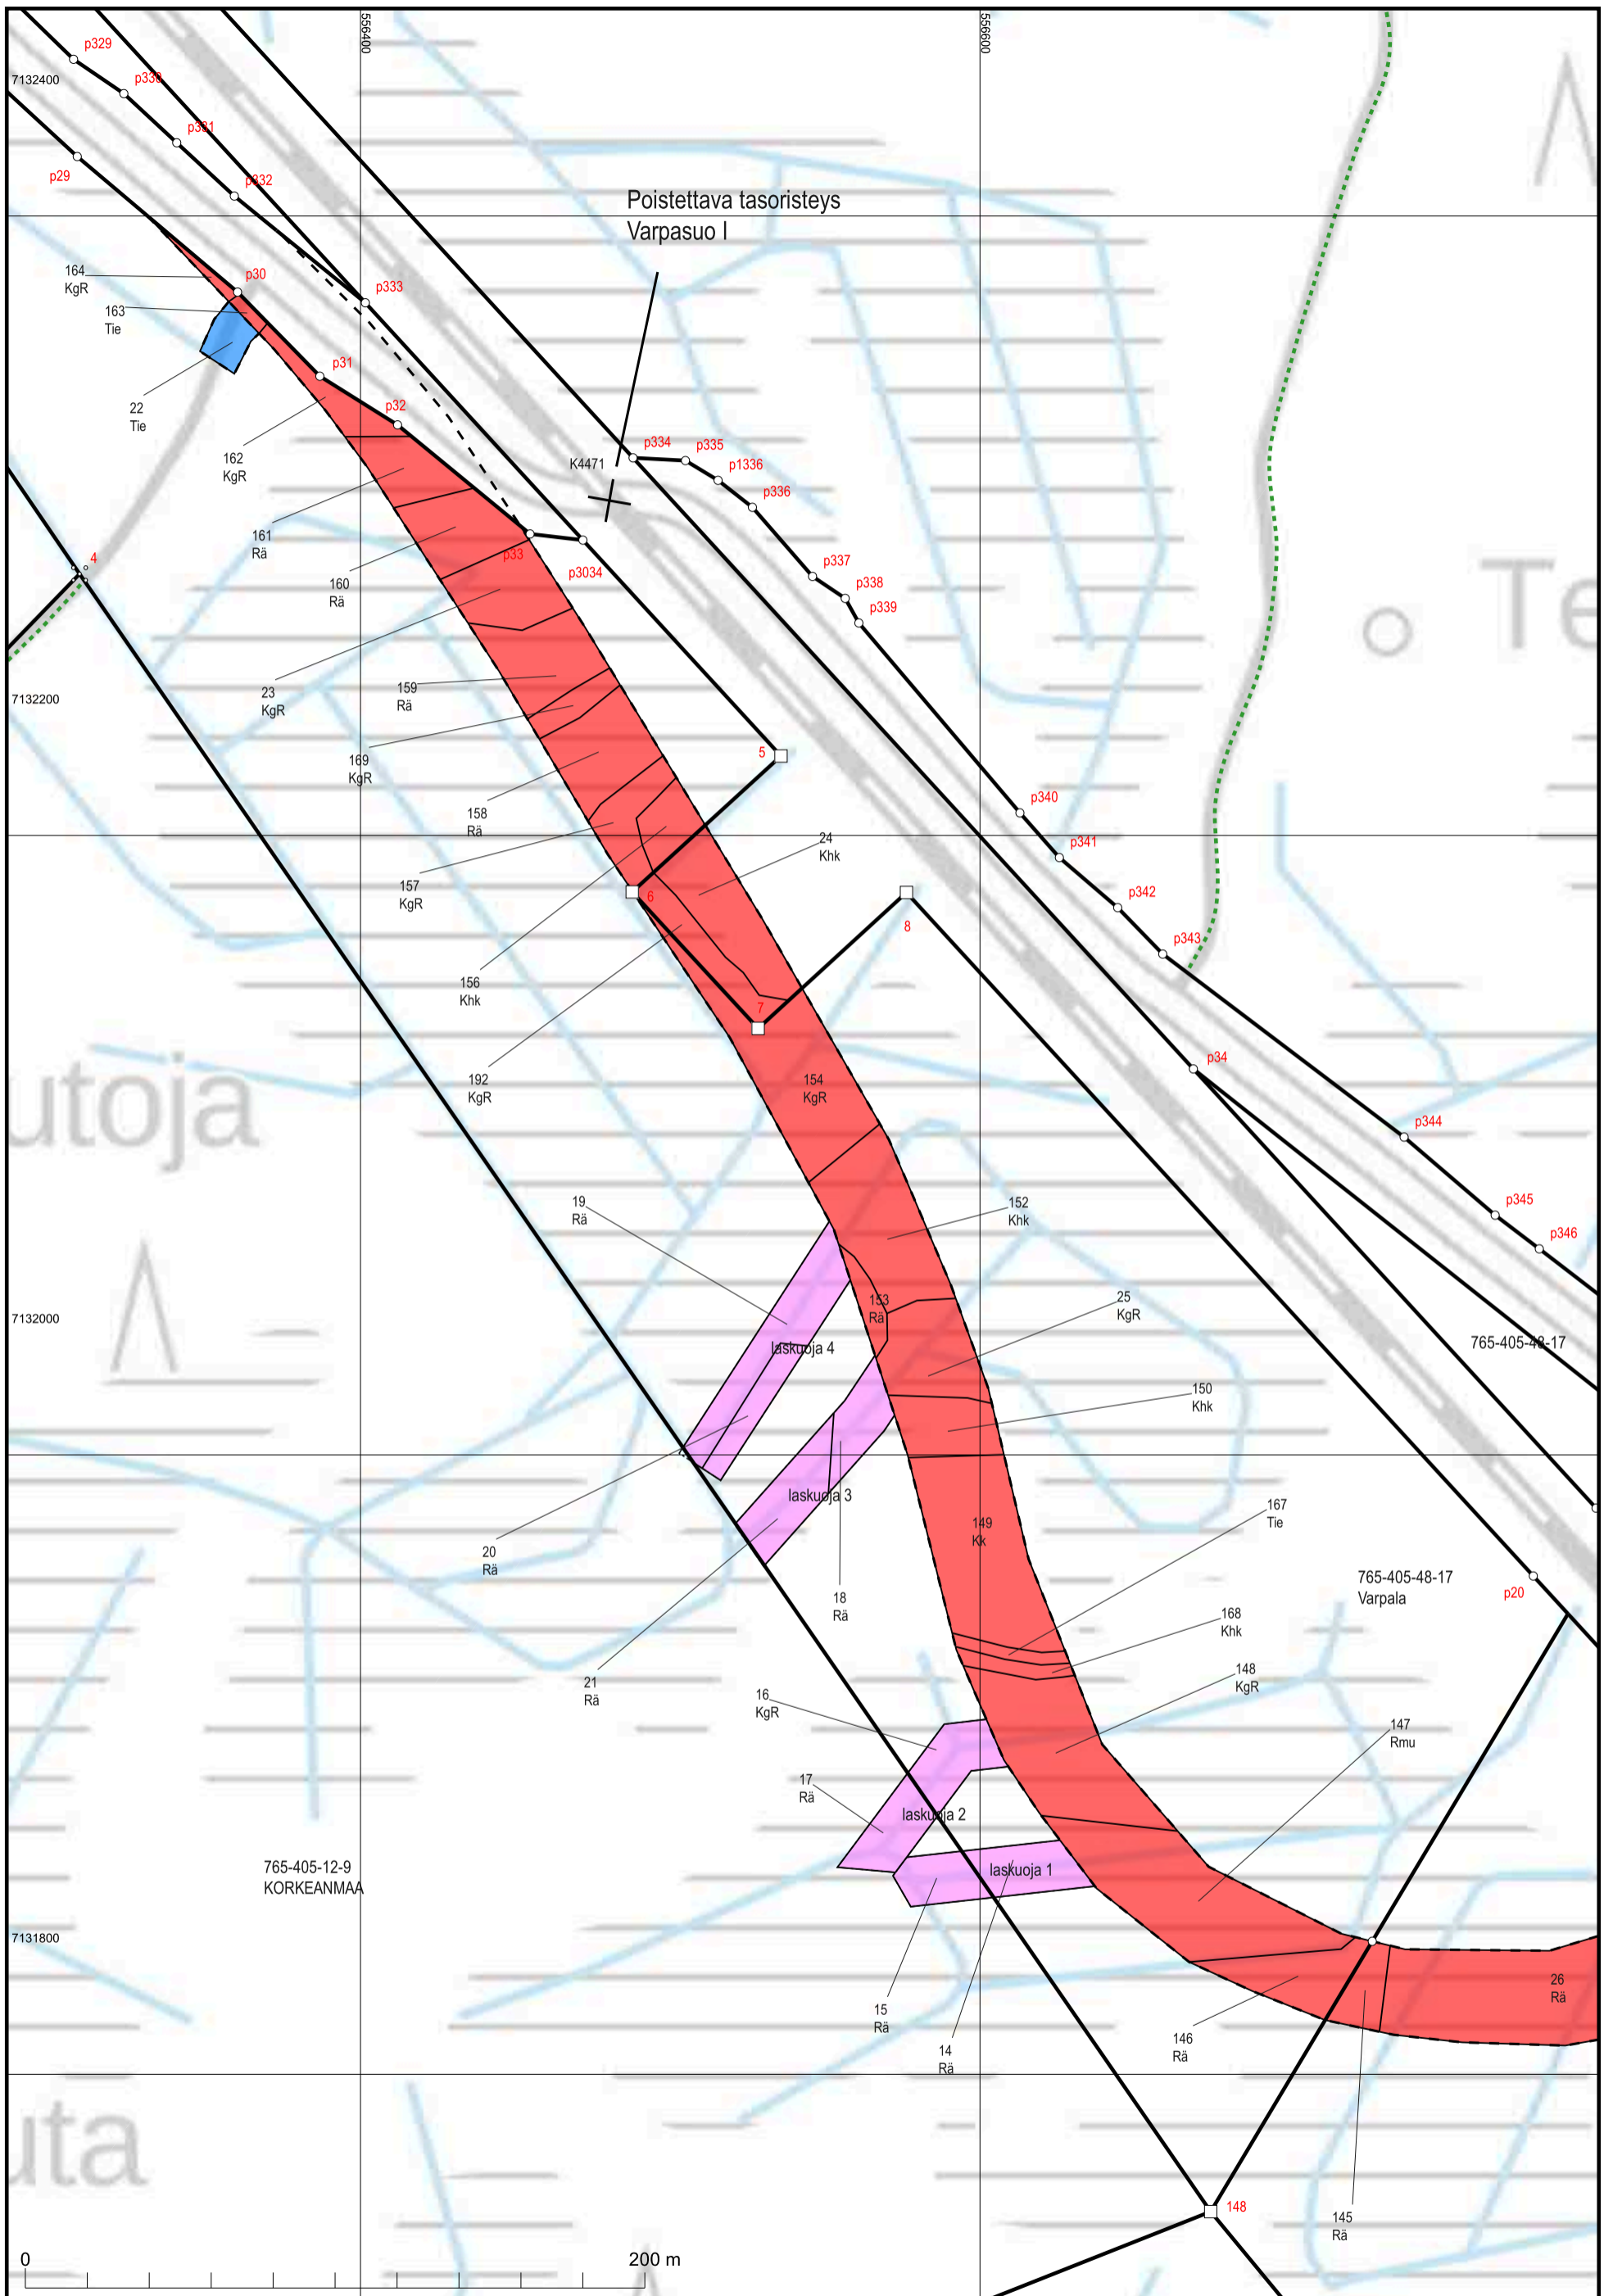 556400
556600
p329
7132400
p330
p331
p29
p332
Poistettava tasoristeys
Varpasuo I
164
KgR
p30
163
Tie
p333
p31
22
Tie
p32
162
KgR
K4471
p334
p335
p1336
p336
161
Rä
p33
p3034
4
160
Rä
p337
p338
p339
Te
7132200
23
KgR
159
Rä
169
KgR
5
158
Rä
p340
24
Khk
p341
157
KgR
6
p342
8
p343
156
Khk
7
192
KgR
154
KgR
p34
utoja
p344
19
Rä
152
Khk
p345
p346
7132000
153
Rä
25
KgR
laskuoja 4
765-405-48-17
150
Khk
laskuoja 3
149
Kk
167
Tie
20
Rä
765-405-48-17
Varpala
p20
18
Rä
168
Khk
21
Rä
16
KgR
148
KgR
147
Rmu
17
Rä
laskuoja 2
765-405-12-9
KORKEANMAA
laskuoja 1
7131800
26
Rä
15
Rä
14
Rä
146
Rä
uta
148
145
Rä
0
200 m